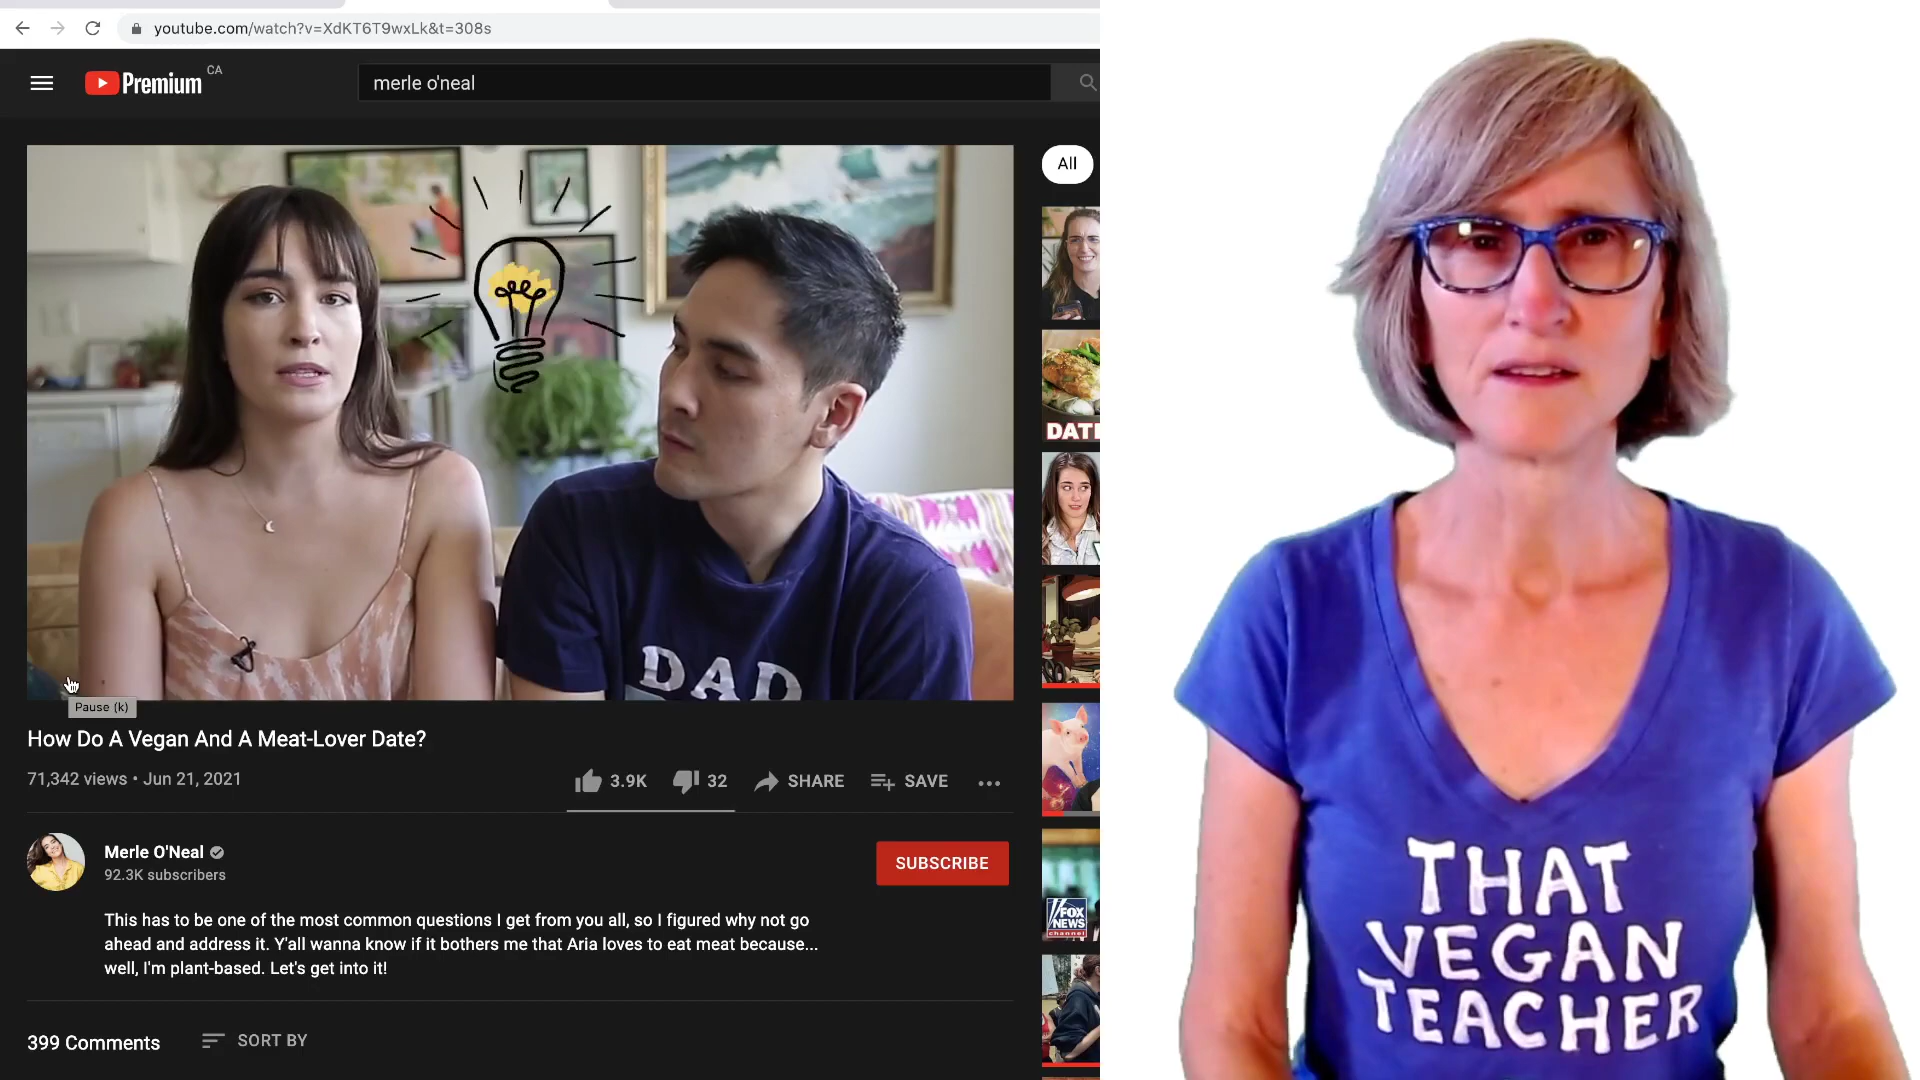 youtube.com/watch?v=XdKT6T9wxLk&t=308s
Premium CA
merle o'neal
All
DAD
DATE
Pause (k)
How Do A Vegan And A Meat-Lover Date?
71,342 views • Jun 21, 2021
3.9K 32 SHARE SAVE
Merle O'Neal
92.3K subscribers
SUBSCRIBE
This has to be one of the most common questions I get from you all, so I figured why not go
ahead and address it. Y'all wanna know if it bothers me that Aria loves to eat meat because...
well, I'm plant-based. Let's get into it!
FOX
NEWS
channel
399 Comments SORT BY
THAT
VEGAN
TEACHER